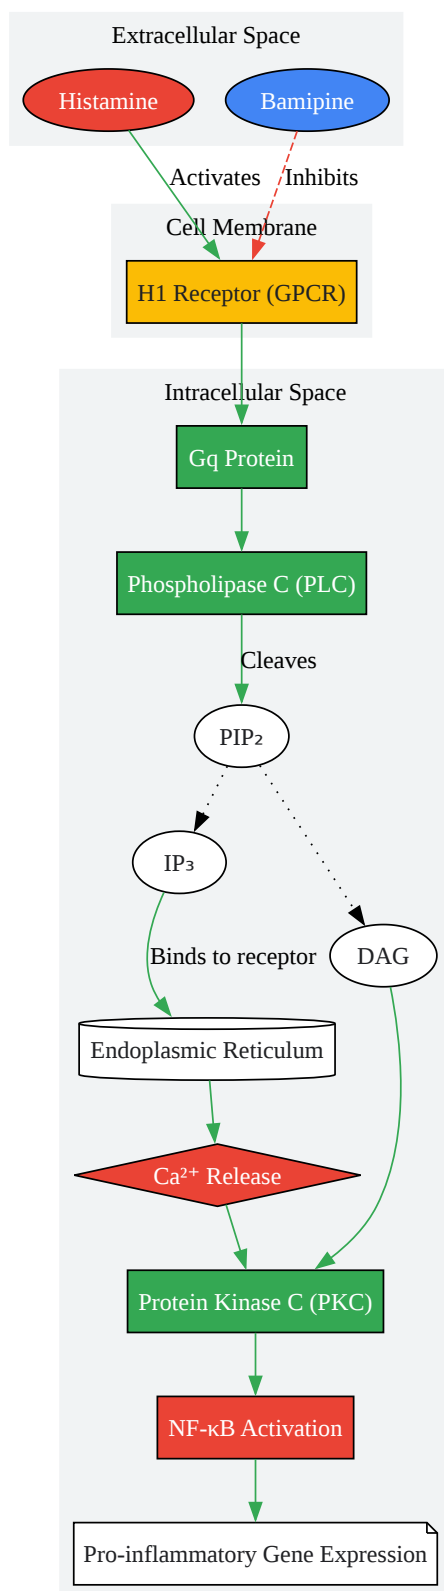 Extracellular Space
Histamine
Bamipine
Activates
Inhibits
Cell Membrane
H1 Receptor (GPCR)
Intracellular Space
Gq Protein
Phospholipase C (PLC)
Cleaves
PIP₂
IP₃
Binds to receptor
DAG
Endoplasmic Reticulum
Ca²⁺ Release
Protein Kinase C (PKC)
NF-κB Activation
Pro-inflammatory Gene Expression